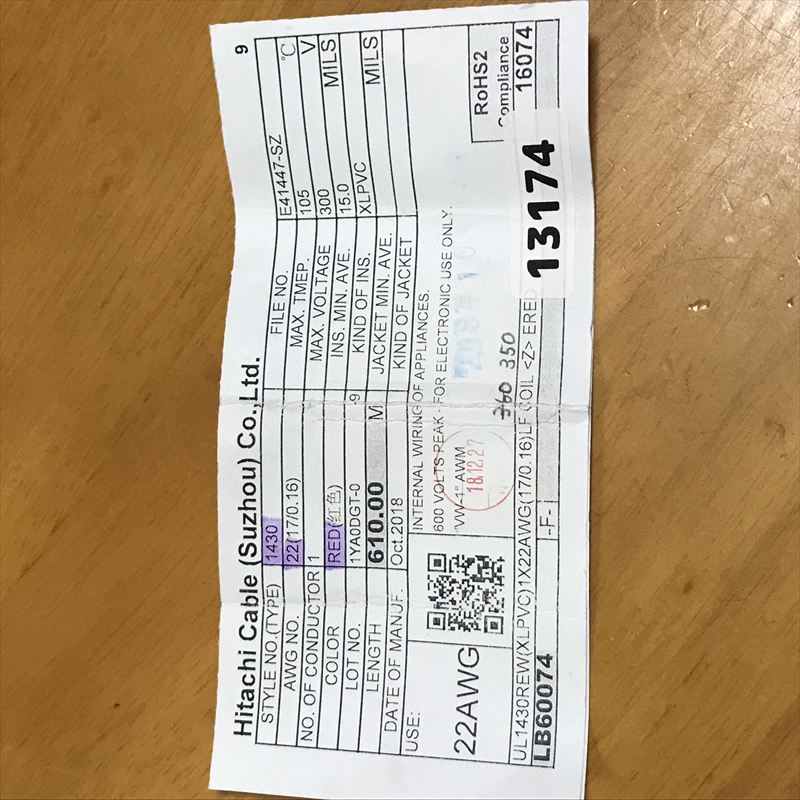 Hitachi Cable (Suzhou) Co.,Ltd.
9
STYLE NO.(TYPE) 1430 FILE NO. E41447-SZ
AWG NO. 22(17/0.16) MAX. TMEP. 105 ℃
NO. OF CONDUCTOR 1 MAX. VOLTAGE 300 V
COLOR RED(红色) INS. MIN. AVE. 15.0 MILS
LOT NO. 1YA0DGT-0 -9 KIND OF INS. XLPVC
LENGTH 610.00 M JACKET MIN. AVE. MILS
DATE OF MANUF. Oct.2018 KIND OF JACKET
USE: INTERNAL WIRING OF APPLIANCES.
600 VOLTS PEAK - FOR ELECTRONIC USE ONLY.
"VW-1" AWM
18.12.27
22AWG
760 350
RoHS2
Compliance
UL1430REW(XLPVC)1X22AWG(17/0.16)LF COIL <Z> ERED
16074
LB60074 -F-
13174